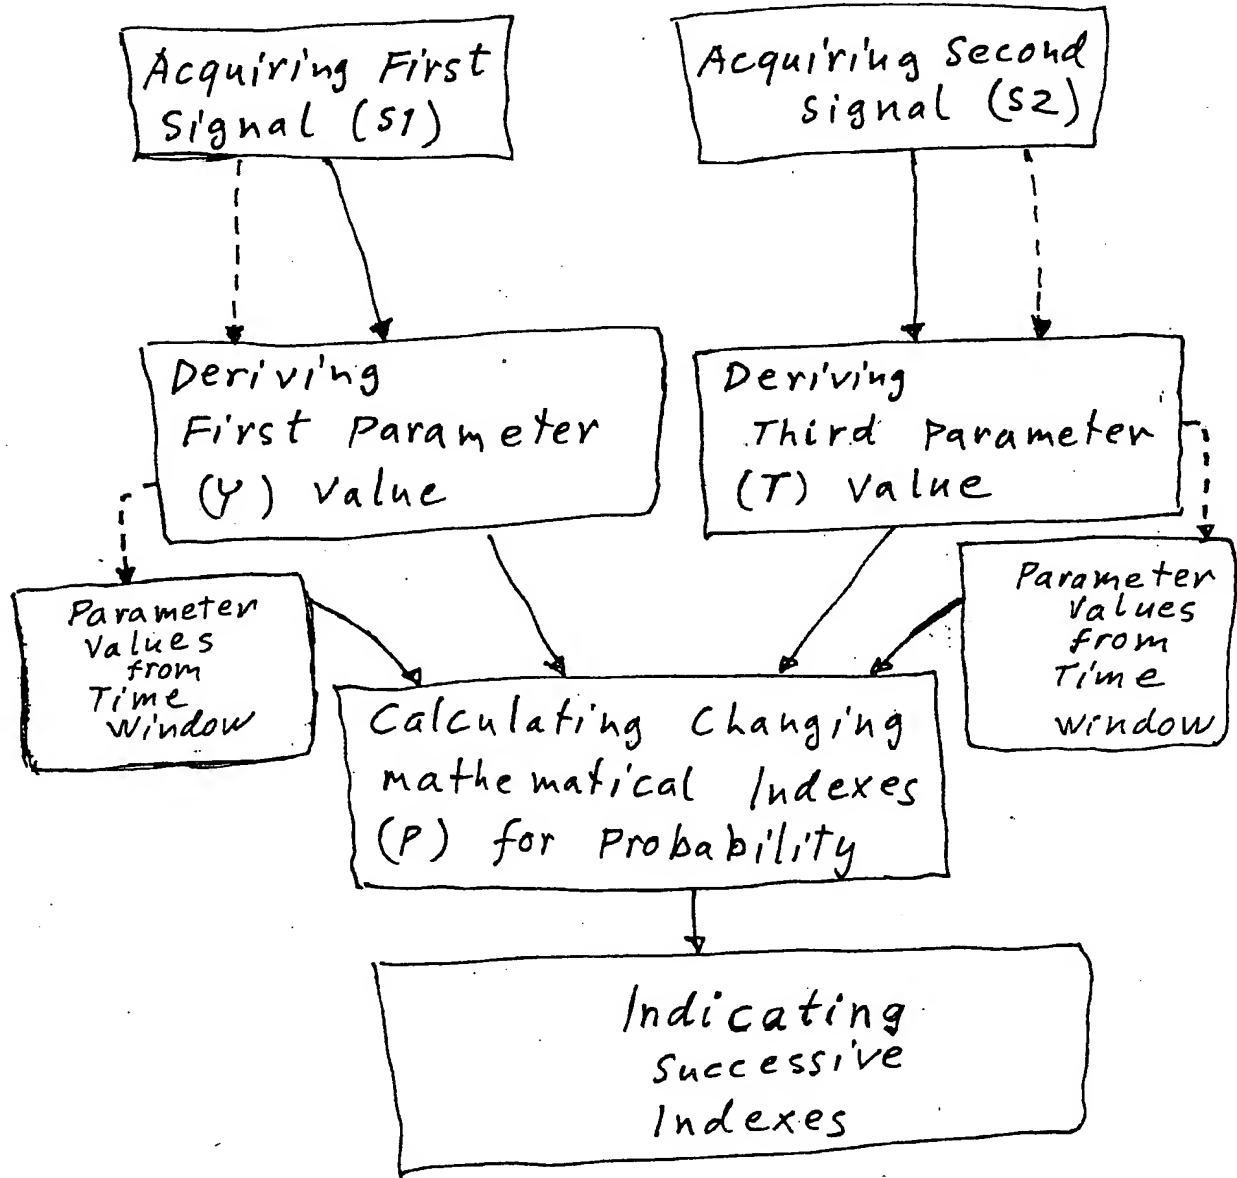 Acquiring First
Signal (S1)
Acquiring Second
Signal (S2)
Deriving
First Parameter
(Y) Value
Deriving
Third Parameter
(T) Value
Parameter
Values
from
Time
Window
Parameter
Values
from
Time
Window
Calculating Changing
Mathematical Indexes
(P) for Probability
Indicating
Successive
Indexes